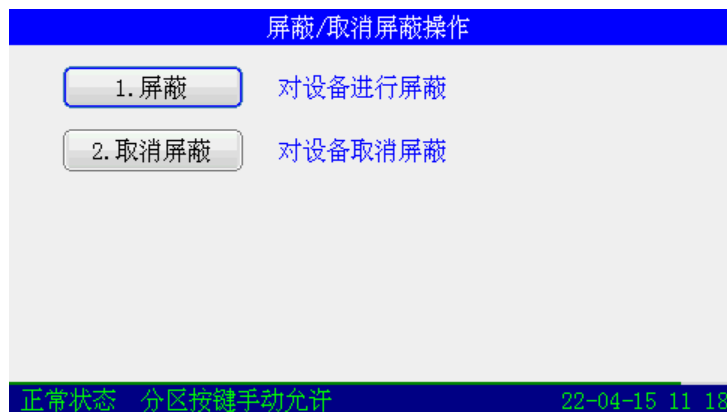 屏蔽/取消屏蔽操作
1.屏蔽 对设备进行屏蔽
2.取消屏蔽 对设备取消屏蔽
正常状态 分区按键手动允许 22-04-15 11 18